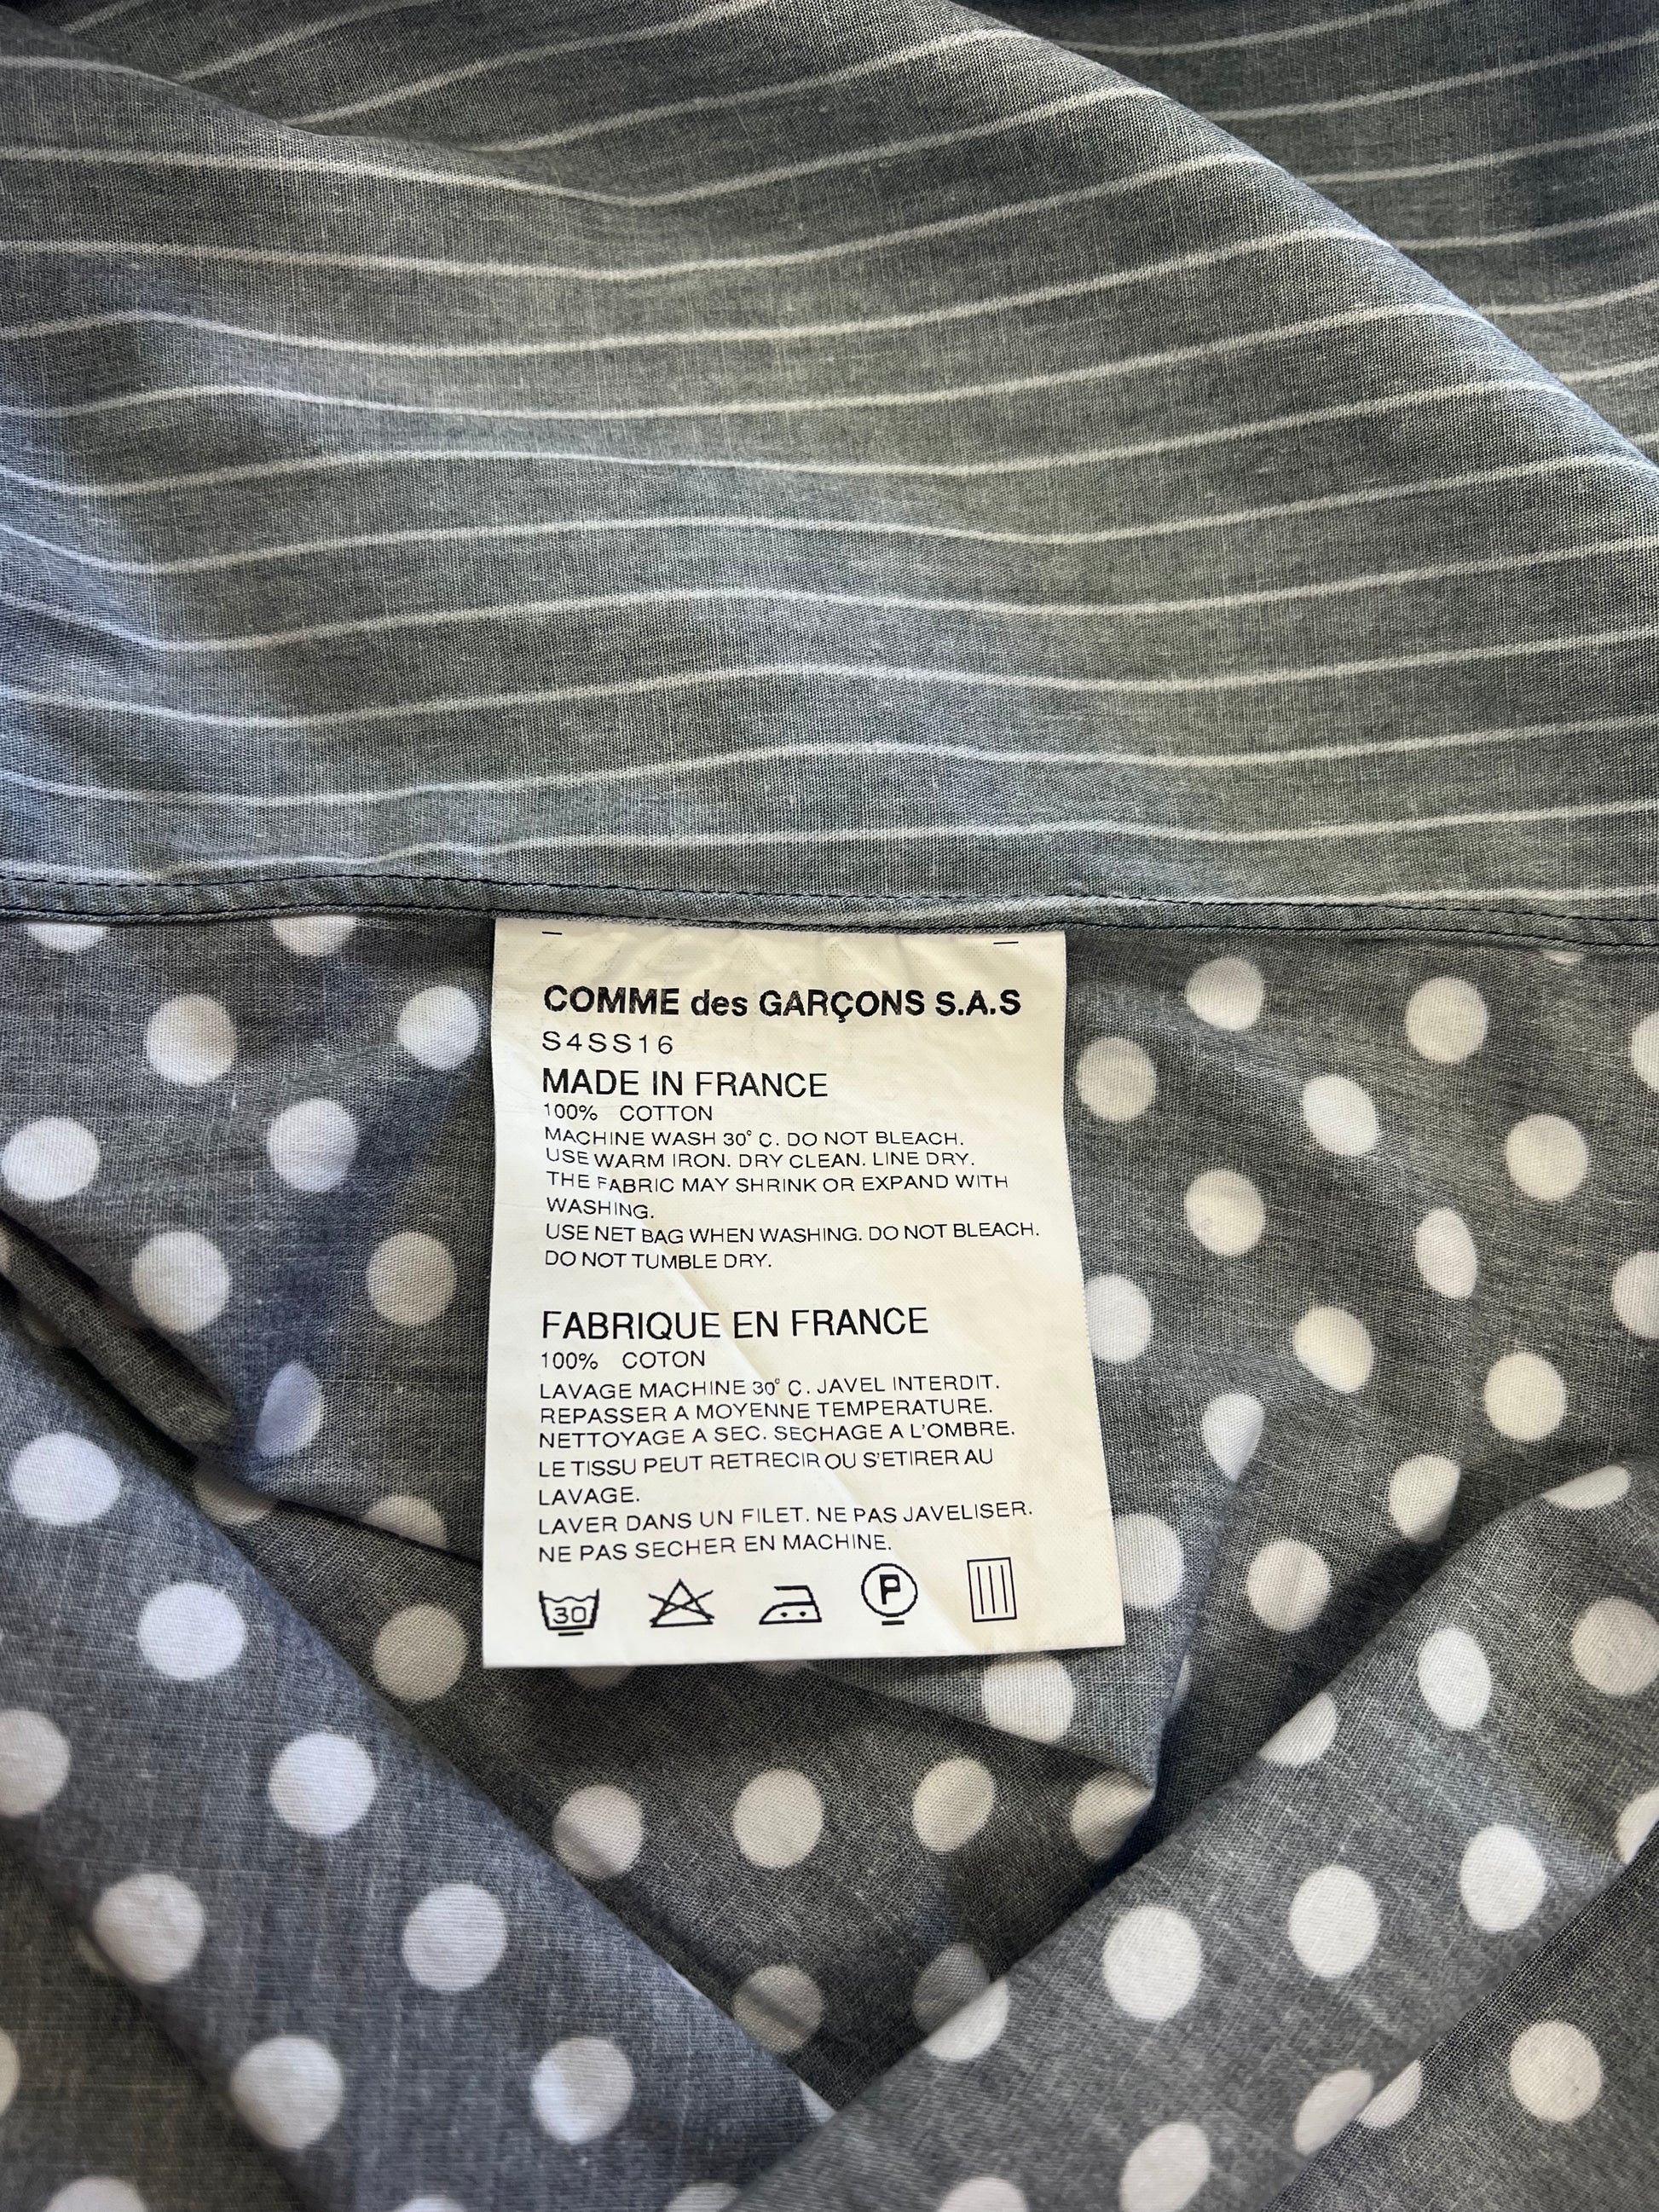 COMME des GARÇONS S.A.S
S4SS16
MADE IN FRANCE
100% COTTON
MACHINE WASH 30° C. DO NOT BLEACH.
USE WARM IRON. DRY CLEAN. LINE DRY.
THE FABRIC MAY SHRINK OR EXPAND WITH
WASHING.
USE NET BAG WHEN WASHING. DO NOT BLEACH.
DO NOT TUMBLE DRY.
FABRIQUE EN FRANCE
100% COTON
LAVAGE MACHINE 30° C. JAVEL INTERDIT.
REPASSER A MOYENNE TEMPERATURE.
NETTOYAGE A SEC. SECHAGE A L'OMBRE.
LE TISSU PEUT RETRECIR OU S'ETIRER AU
LAVAGE.
LAVER DANS UN FILET. NE PAS JAVELISER.
NE PAS SECHER EN MACHINE.
30 P